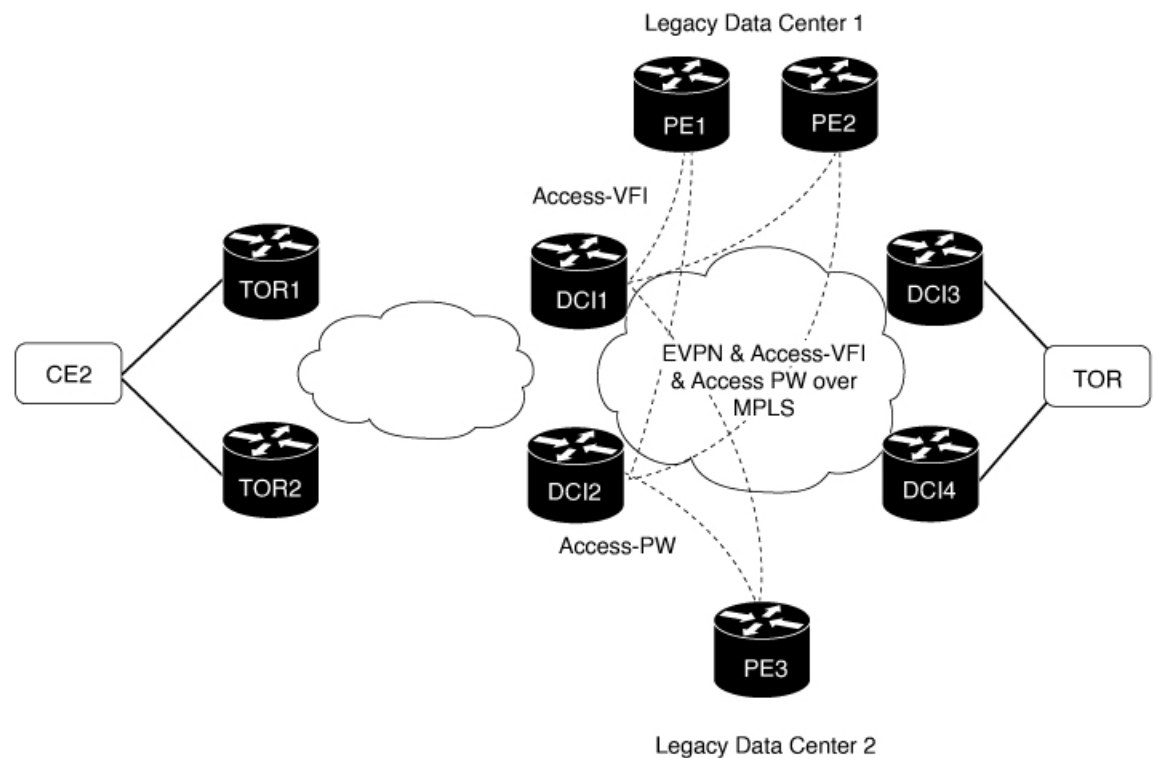 Legacy Data Center 1
PE1
PE2
Access-VFI
TOR1
DCI1
DCI3
EVPN & Access-VFI
& Access PW over
MPLS
CE2
TOR
TOR2
DCI2
DCI4
Access-PW
PE3
Legacy Data Center 2